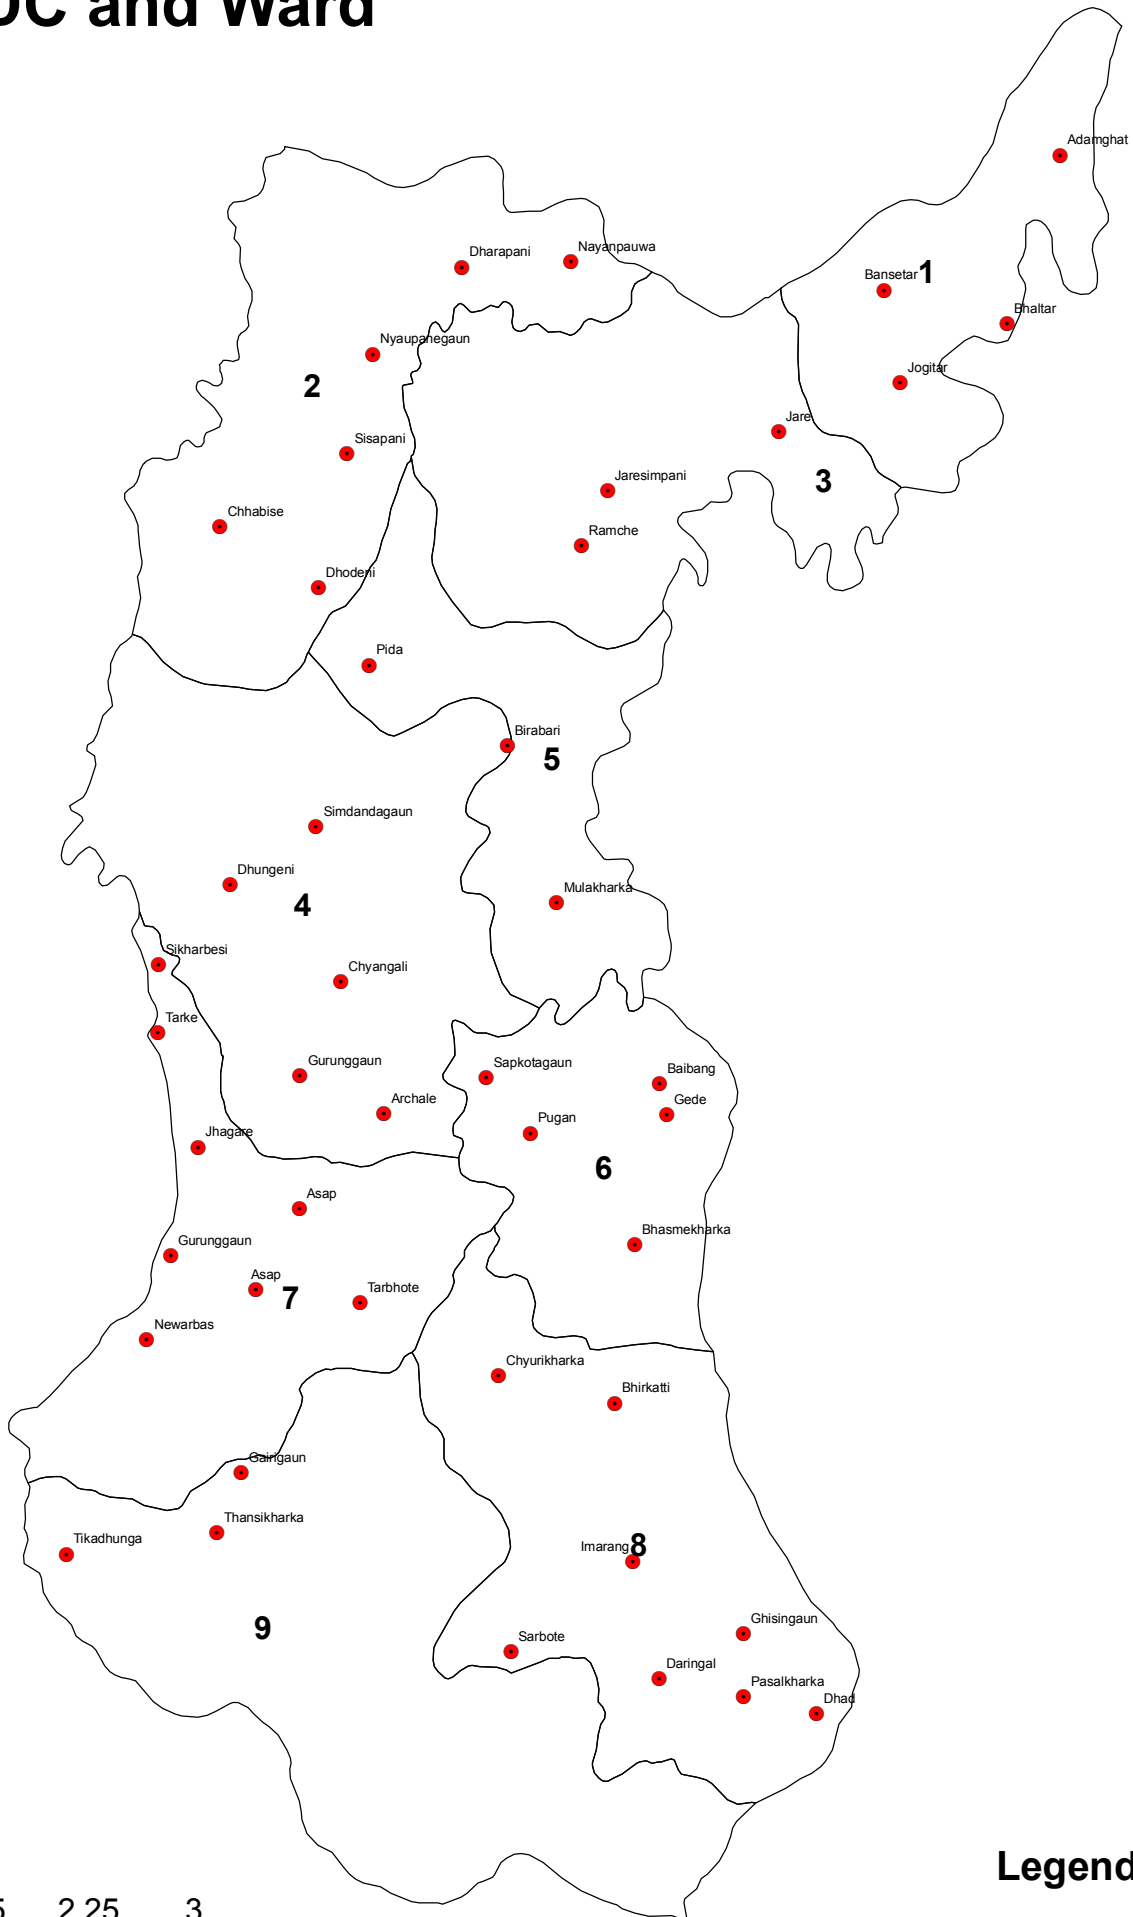 DC and Ward
Adamghat
Dharapani
Nayanpauwa
Bansetar
1
Bhaltar
Nyaupanegaun
2
Jogitar
Jare
Sisapani
Jaresimpani
3
Chhabise
Ramche
Dhodeni
Pida
Birabari
5
Simdandagaun
Dhungeni
Mulakharka
4
Sikharbesi
Chyangali
Tarke
Gurunggaun
Sapkotagaun
Baibang
Archale
Gede
Pugan
Jhagare
6
Asap
Bhasmekharka
Gurunggaun
Asap
7
Tarbhote
Newarbas
Chyurikharka
Bhirkatti
Gairigaun
Thansikharka
Tikadhunga
Imarang
8
9
Ghisingaun
Sarbote
Daringal
Pasalkharka
Dhad
Legend
5 2.25 3